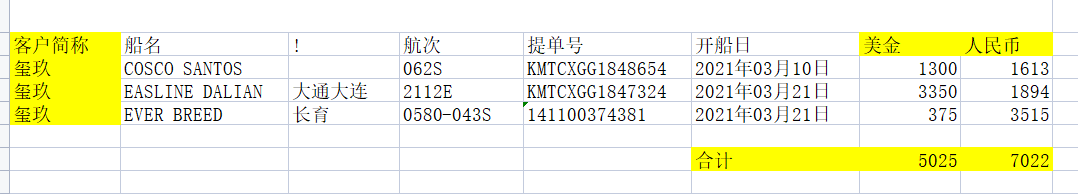 客户简称 船名 ! 航次 提单号 开船日 美金 人民币
玺玖 COSCO SANTOS 062S KMTCXGG1848654 2021年03月10日 1300 1613
玺玖 EASLINE DALIAN 大通大连 2112E KMTCXGG1847324 2021年03月21日 3350 1894
玺玖 EVER BREED 长育 0580-043S 141100374381 2021年03月21日 375 3515
合计 5025 7022